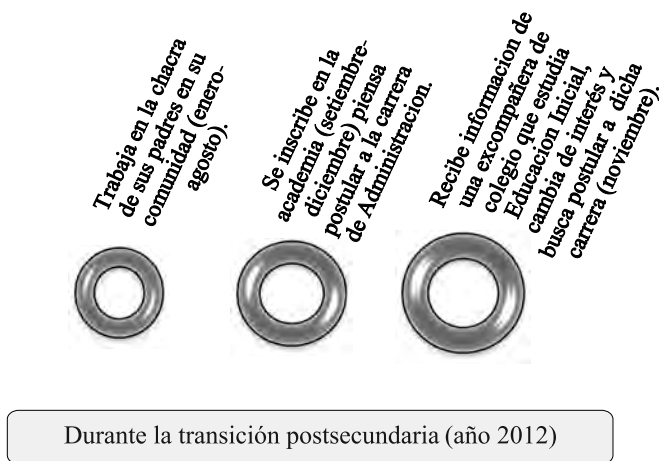 Trabaja en la chacra
de sus padres en su
comunidad (enero-
agosto).
Se inscribe en la
academia (setiembre-
diciembre) piensa
postular a la carrera
de Administracion.
Recibe informacion de
una excompañera de
colegio que estudia
Educacion Inicial,
cambia de interés y
busca postular a dicha
carrera (noviembre).
Durante la transición postsecundaria (año 2012)